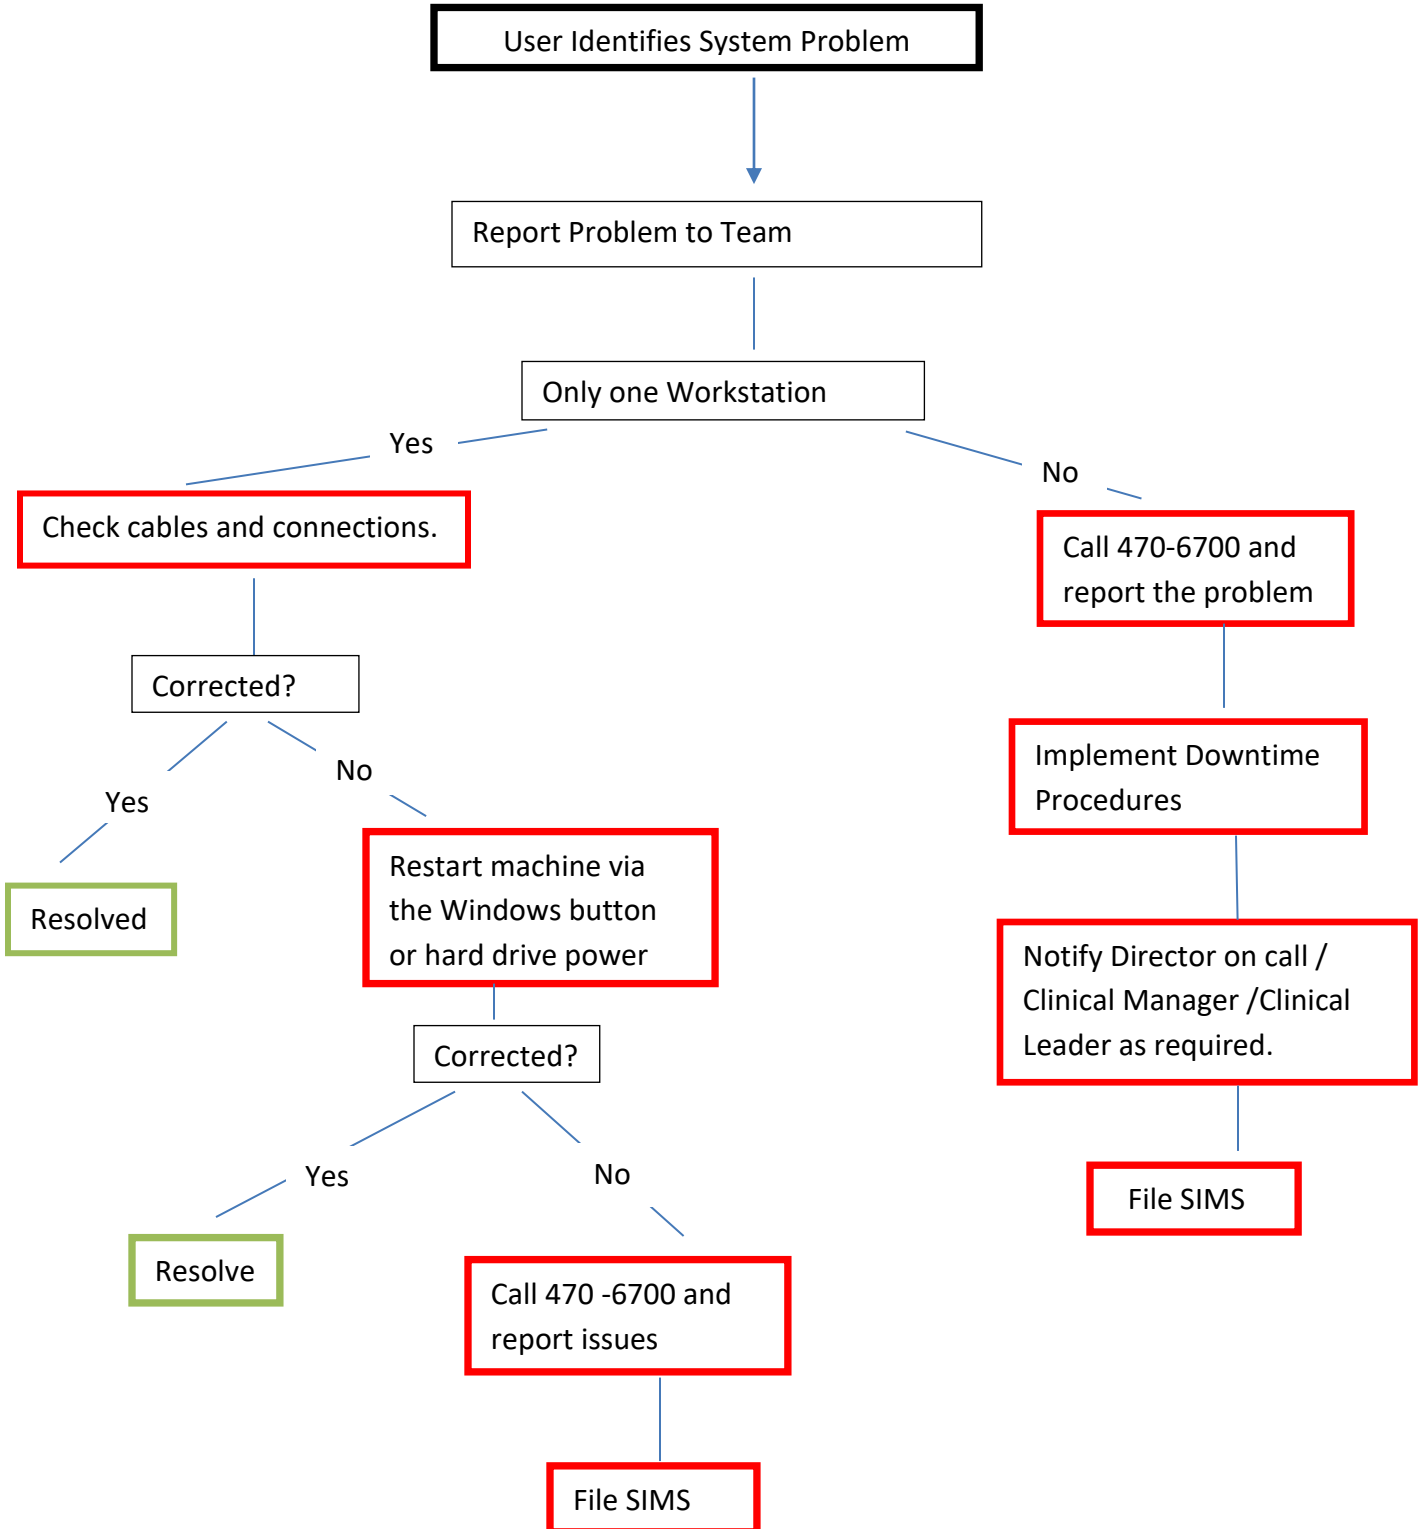 User Identifies System Problem
Report Problem to Team
Only one Workstation
Yes
No
Check cables and connections.
Call 470-6700 and
report the problem
Corrected?
Implement Downtime
Procedures
No
Yes
Restart machine via
the Windows button
or hard drive power
Resolved
Notify Director on call /
Clinical Manager /Clinical
Leader as required.
Corrected?
Yes
No
File SIMS
Resolve
Call 470 -6700 and
report issues
File SIMS